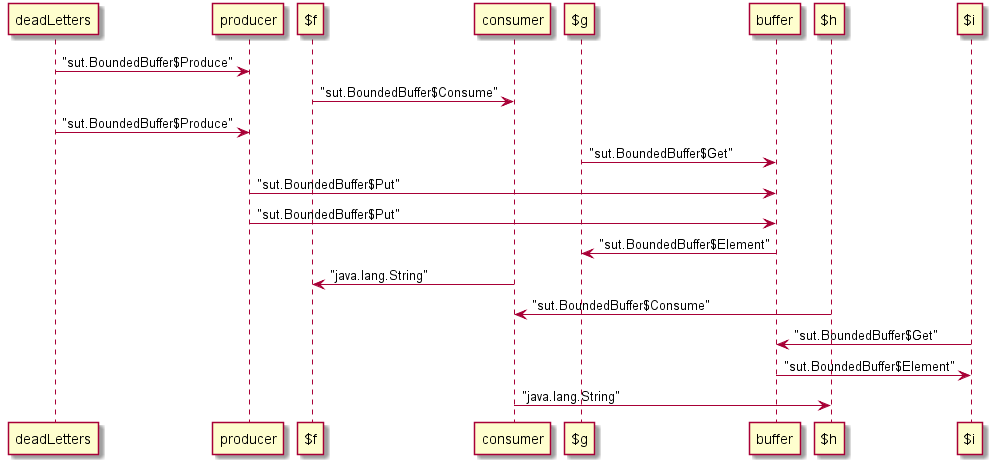 deadLetters producer $f consumer $g buffer $h $i
"sut.BoundedBuffer$Produce"
"sut.BoundedBuffer$Consume"
"sut.BoundedBuffer$Produce"
"sut.BoundedBuffer$Get"
"sut.BoundedBuffer$Put"
"sut.BoundedBuffer$Put"
"sut.BoundedBuffer$Element"
"java.lang.String"
"sut.BoundedBuffer$Consume"
"sut.BoundedBuffer$Get"
"sut.BoundedBuffer$Element"
"java.lang.String"
deadLetters producer $f consumer $g buffer $h $i